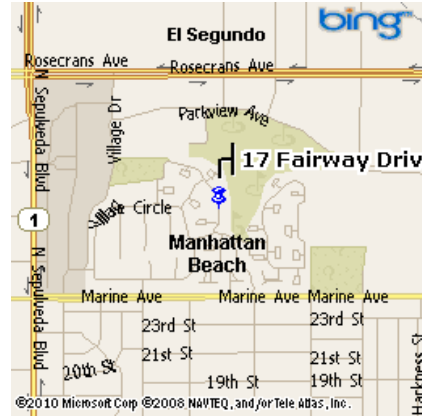 bing
El Segundo
Rosecrans Ave
Rosecrans Ave
N Sepulveda Blvd
Village Dr
Parkview Ave
17 Fairway Driv
Village Circle
1
Manhattan
Beach
N Sepulveda Blvd
Marine Ave
Marine Ave
Marine Ave
23rd St
23rd St
21st St
21st St
20th St
19th St
19th St
Harkness St
©2010 Microsoft Corp ©2008 NAVTEQ, and/or Tele Atlas, Inc.